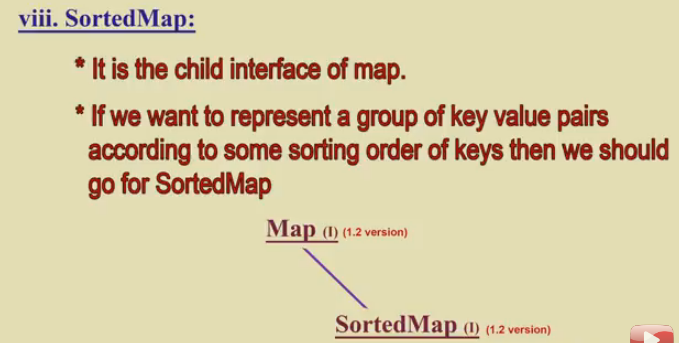 viii. SortedMap:
* It is the child interface of map.
* If we want to represent a group of key value pairs
according to some sorting order of keys then we should
go for SortedMap
Map (I) (1.2 version)
SortedMap (I) (1.2 version)